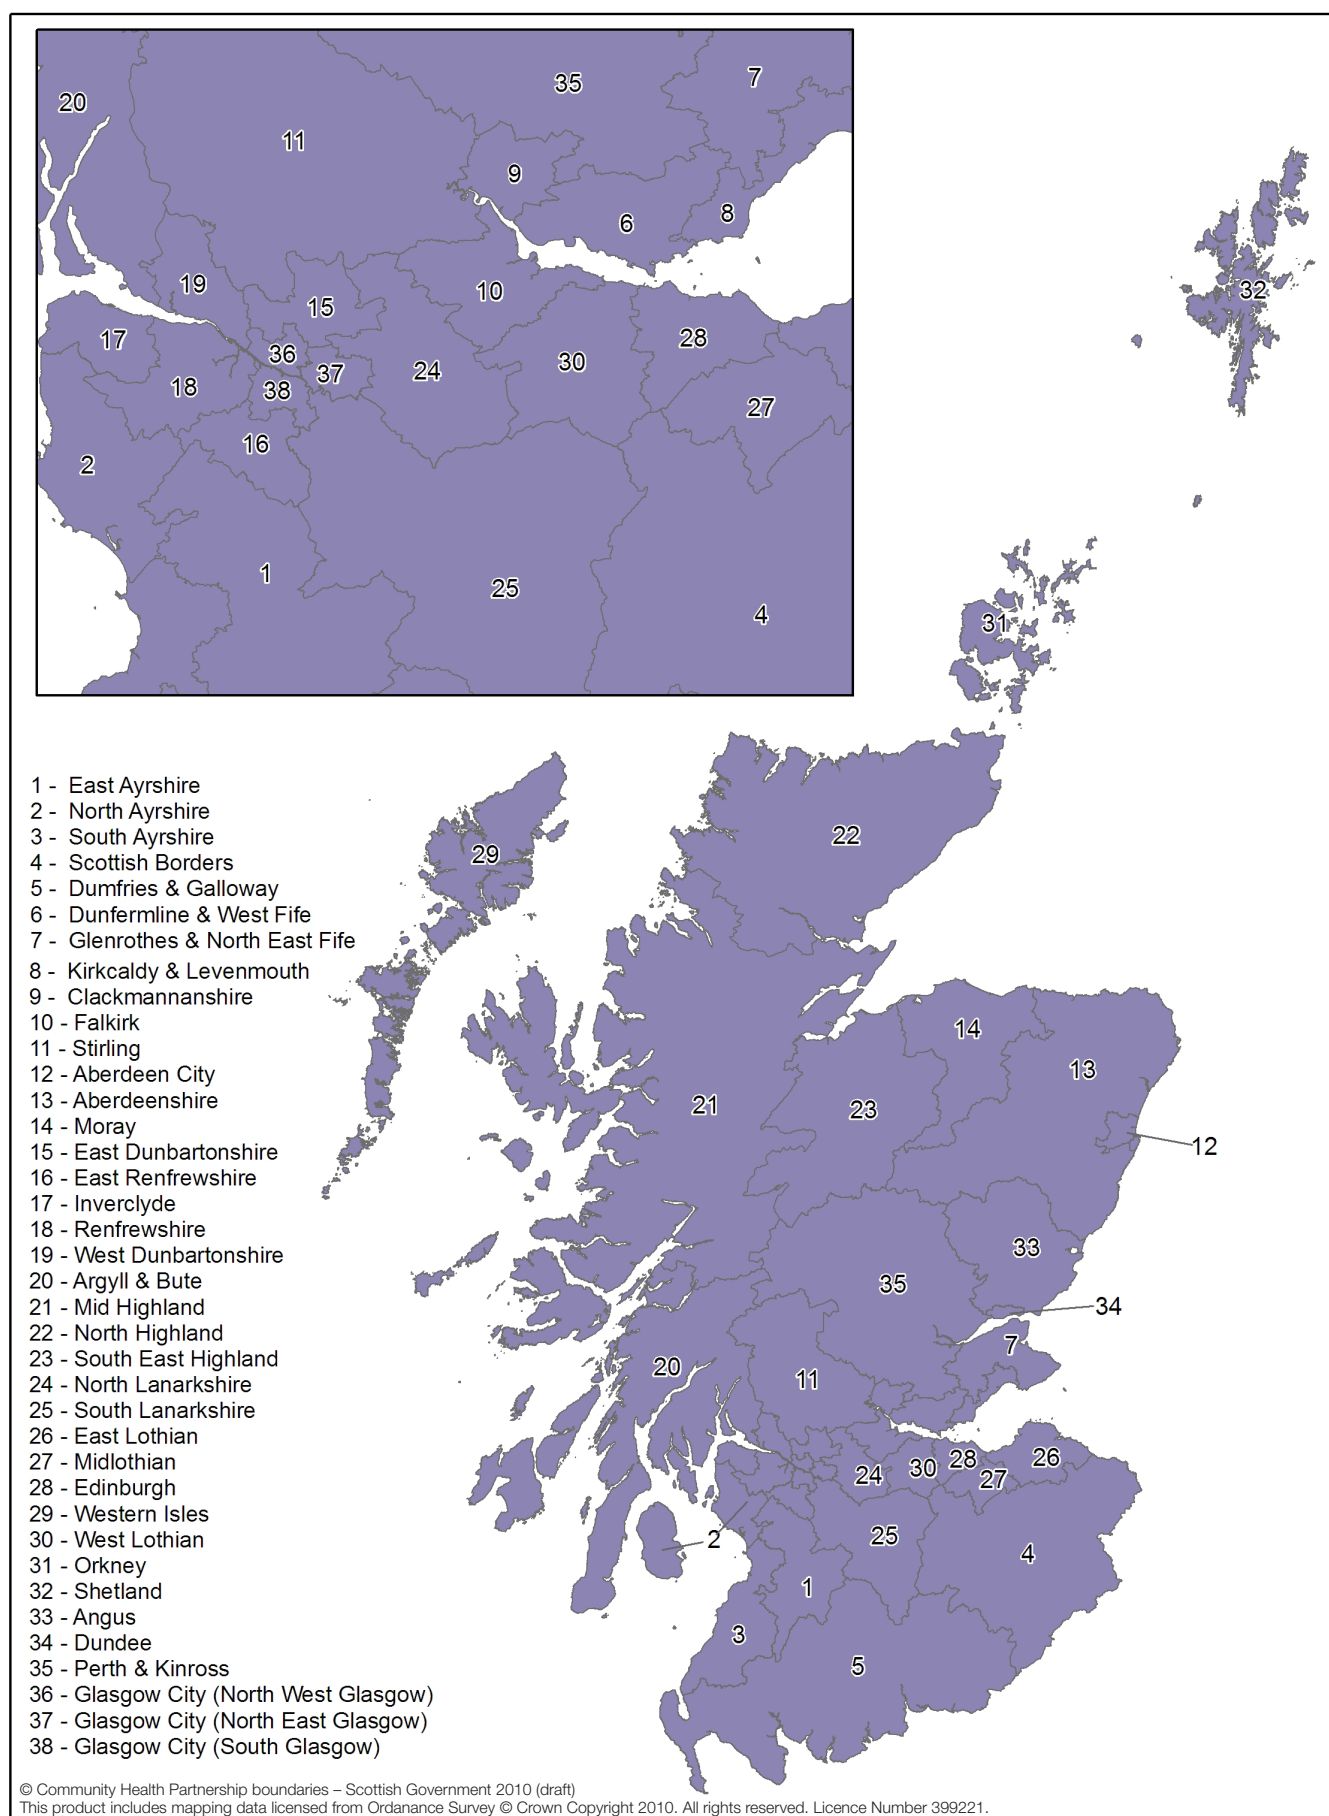 20
11
35
7
9
6
8
19
15
10
17
36
37
24
30
28
18
38
27
16
2
1
25
4
32
31
22
29
21
14
13
23
12
33
35
34
7
20
11
24
30
28
27
26
2
25
4
1
3
5
1 - East Ayrshire
2 - North Ayrshire
3 - South Ayrshire
4 - Scottish Borders
5 - Dumfries & Galloway
6 - Dunfermline & West Fife
7 - Glenrothes & North East Fife
8 - Kirkcaldy & Levenmouth
9 - Clackmannanshire
10 - Falkirk
11 - Stirling
12 - Aberdeen City
13 - Aberdeenshire
14 - Moray
15 - East Dunbartonshire
16 - East Renfrewshire
17 - Inverclyde
18 - Renfrewshire
19 - West Dunbartonshire
20 - Argyll & Bute
21 - Mid Highland
22 - North Highland
23 - South East Highland
24 - North Lanarkshire
25 - South Lanarkshire
26 - East Lothian
27 - Midlothian
28 - Edinburgh
29 - Western Isles
30 - West Lothian
31 - Orkney
32 - Shetland
33 - Angus
34 - Dundee
35 - Perth & Kinross
36 - Glasgow City (North West Glasgow)
37 - Glasgow City (North East Glasgow)
38 - Glasgow City (South Glasgow)
© Community Health Partnership boundaries – Scottish Government 2010 (draft)
This product includes mapping data licensed from Ordanance Survey © Crown Copyright 2010. All rights reserved. Licence Number 399221.